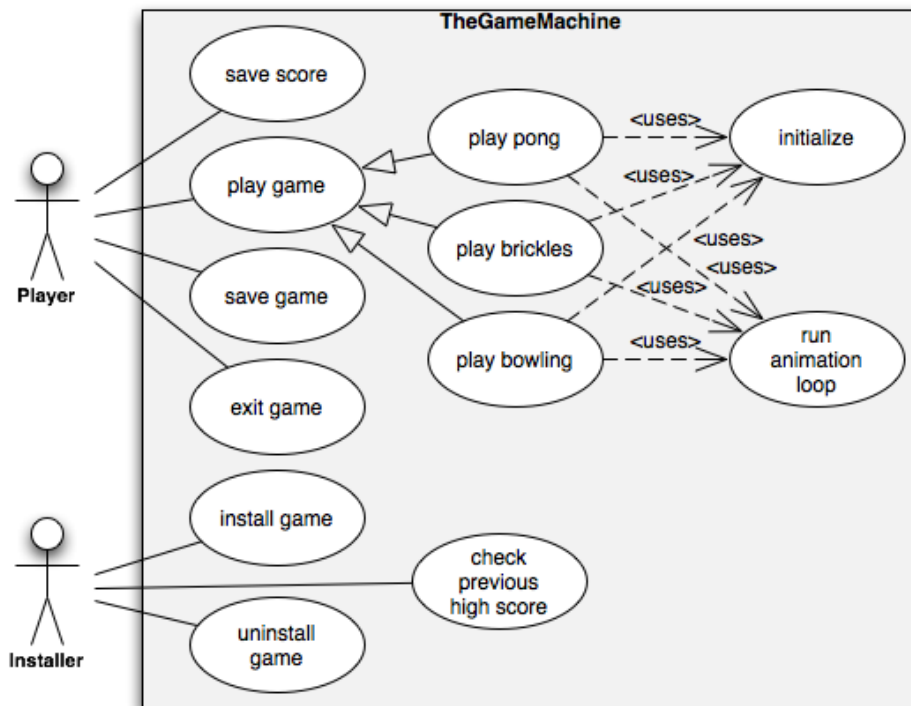 TheGameMachine
save score
play game
save game
exit game
Player
play pong
play brickles
play bowling
<uses>
<uses>
<uses>
<uses>
<uses>
<uses>
initialize
run
animation
loop
install game
uninstall
game
Installer
check
previous
high score